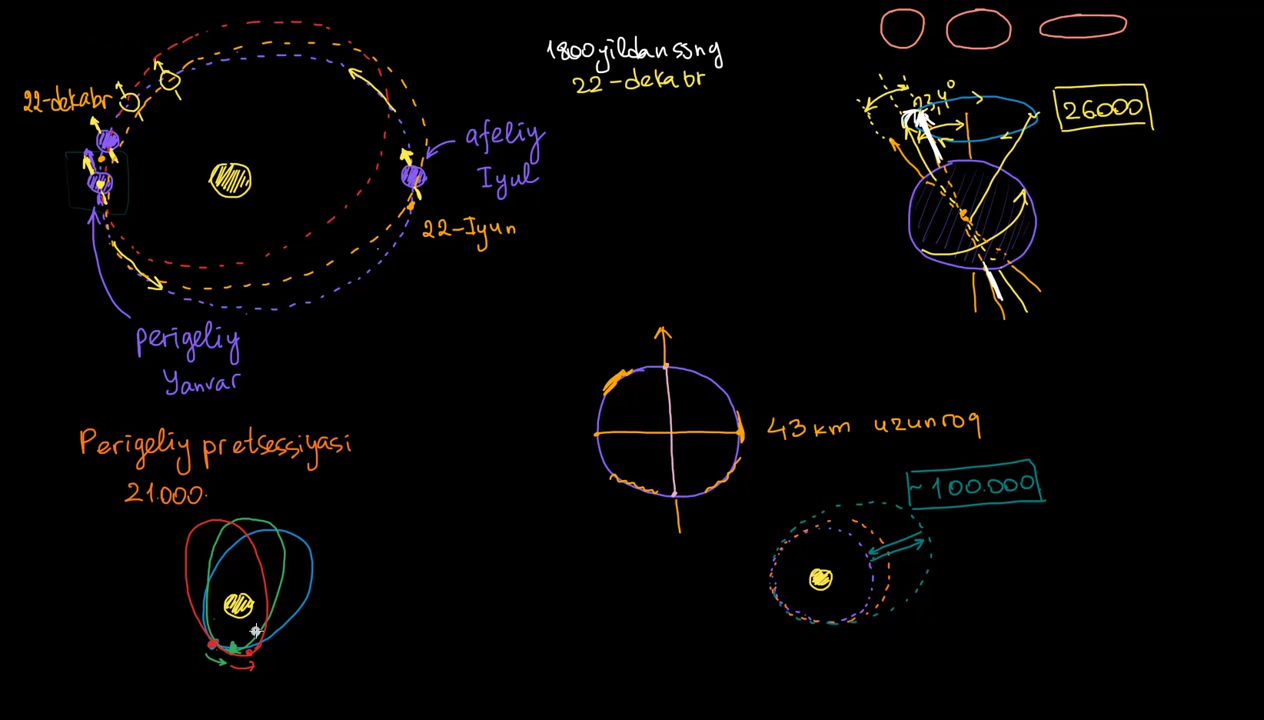 1800 yildan ssng
22-dekabr
22-dekabr
afeliy
Iyul
22-Iyun
perigeliy
Yanvar
23,4°
26000
Perigeliy pretsessiyasi
21.000.
43 km uzunroq
~100.000